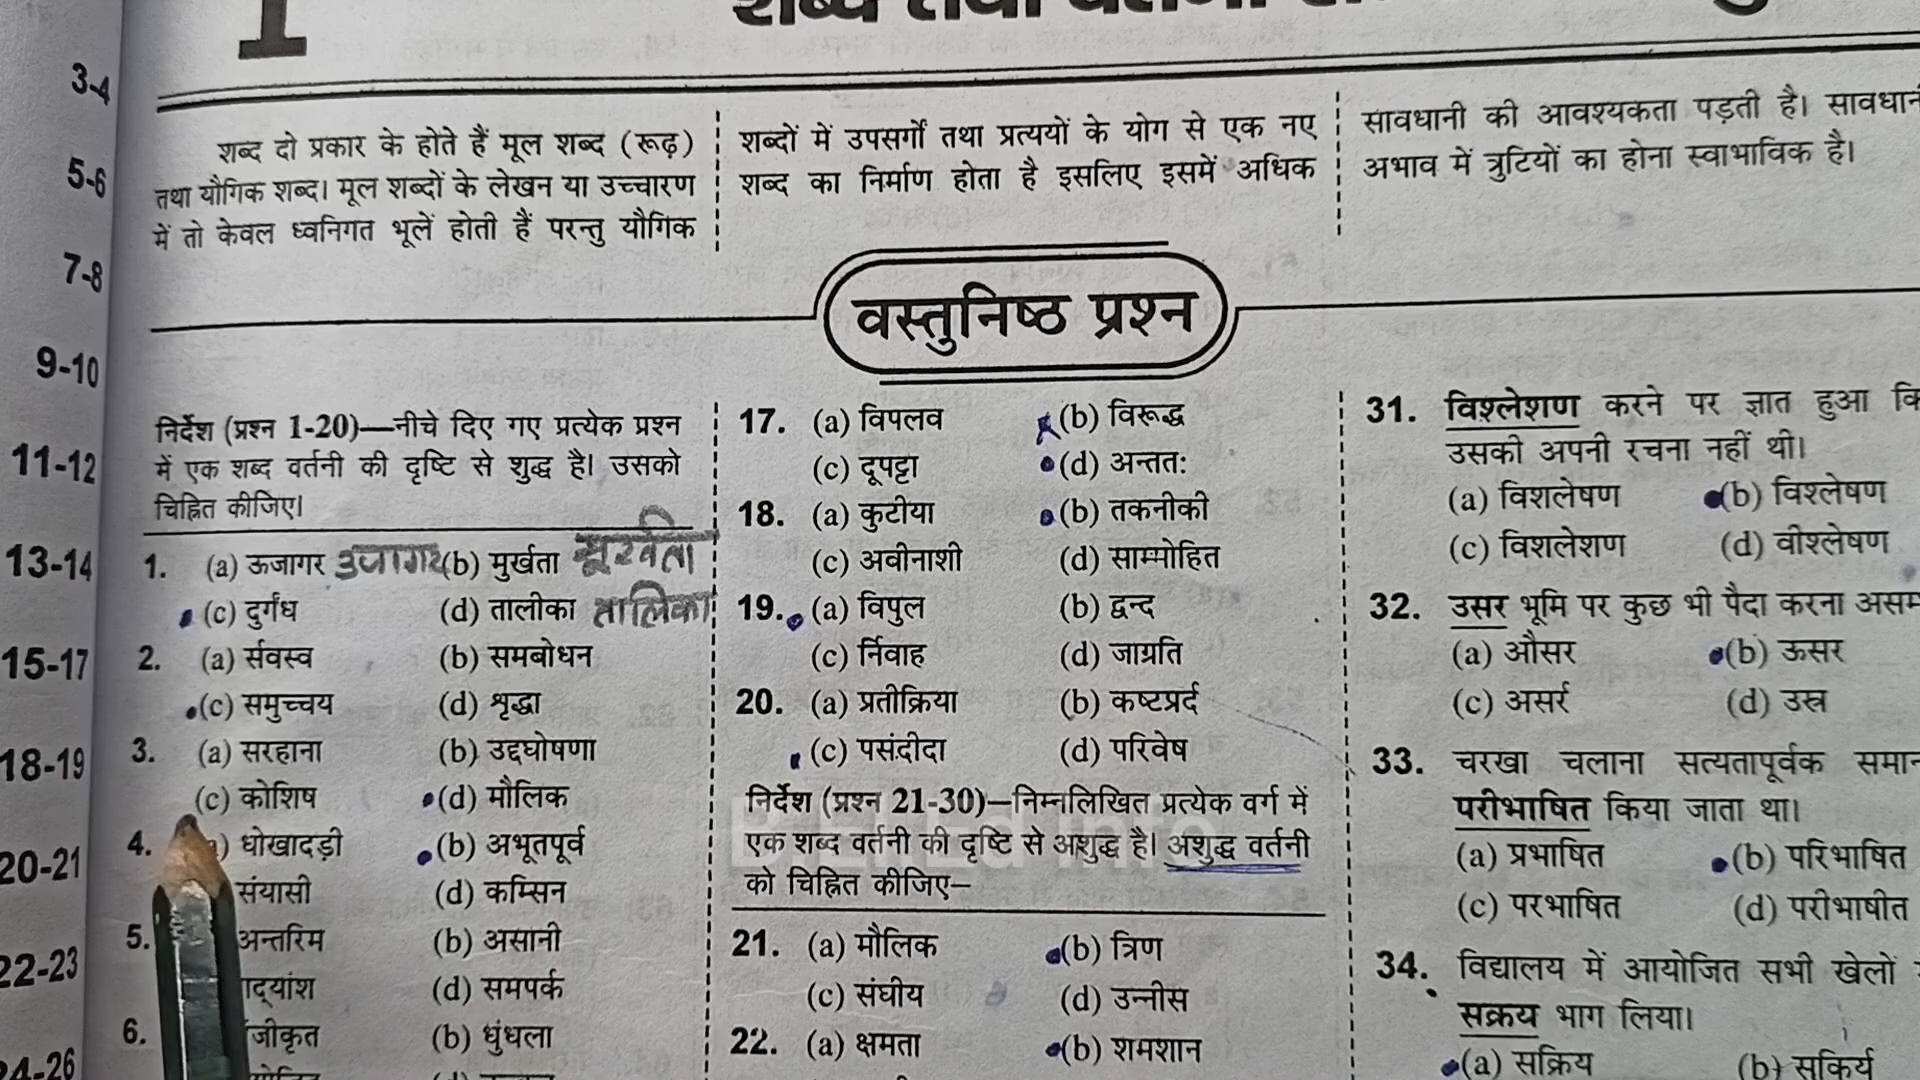 1
3-4
5-6
7-8
9-10
11-12
13-14
15-17
18-19
20-21
22-23
24-26
शब्द दो प्रकार के होते हैं मूल शब्द (रूढ़)
तथा यौगिक शब्द। मूल शब्दों के लेखन या उच्चारण
में तो केवल ध्वनिगत भूलें होती हैं परन्तु यौगिक
शब्दों में उपसर्गों तथा प्रत्ययों के योग से एक नए
शब्द का निर्माण होता है इसलिए इसमें अधिक
सावधानी की आवश्यकता पड़ती है। सावधानी
अभाव में त्रुटियों का होना स्वाभाविक है।
वस्तुनिष्ठ प्रश्न
निर्देश (प्रश्न 1-20)—नीचे दिए गए प्रत्येक प्रश्न
में एक शब्द वर्तनी की दृष्टि से शुद्ध है। उसको
चिह्नित कीजिए।
1. (a) ऊजागर उजागर (b) मुर्खता मूर्खता
(c) दुर्गंध (d) तालीका तालिका
2. (a) र्सवस्व (b) समबोधन
(c) समुच्चय (d) श्रृद्धा
3. (a) सरहाना (b) उद्दघोषणा
(c) कोशिष (d) मौलिक
4. धोखादड़ी (b) अभूतपूर्व
संयासी (d) कम्सिन
5. अन्तरिम (b) असानी
(d) समपर्क
6. (b) धुंधला
17. (a) विपलव (b) विरूद्ध
(c) दूपट्टा (d) अन्ततः
18. (a) कुटीया (b) तकनीकी
(c) अवीनाशी (d) साम्मोहित
19. (a) विपुल (b) द्वन्द
(c) र्निवाह (d) जाग्रति
20. (a) प्रतीक्रिया (b) कष्टप्रर्द
(c) पसंदीदा (d) परिवेष
निर्देश (प्रश्न 21-30)—निम्नलिखित प्रत्येक वर्ग में
एक शब्द वर्तनी की दृष्टि से अशुद्ध है। अशुद्ध वर्तनी
को चिह्नित कीजिए—
21. (a) मौलिक (b) त्रिण
(c) संघीय (d) उन्नीस
22. (a) क्षमता (b) शमशान
31. विश्लेशण करने पर ज्ञात हुआ कि
उसकी अपनी रचना नहीं थी।
(a) विशलेषण (b) विश्लेषण
(c) विशलेशण (d) वीश्लेषण
32. उसर भूमि पर कुछ भी पैदा करना
(a) औसर (b) ऊसर
(c) असर्र (d) उस्र
33. चरखा चलाना सत्यतापूर्वक
परीभाषित किया जाता था।
(a) प्रभाषित (b) परिभाषित
(c) परभाषित (d) परीभाषीत
34. विद्यालय में आयोजित सभी खेलों
सक्रय भाग लिया।
(a) सक्रिय (b) सकिर्य